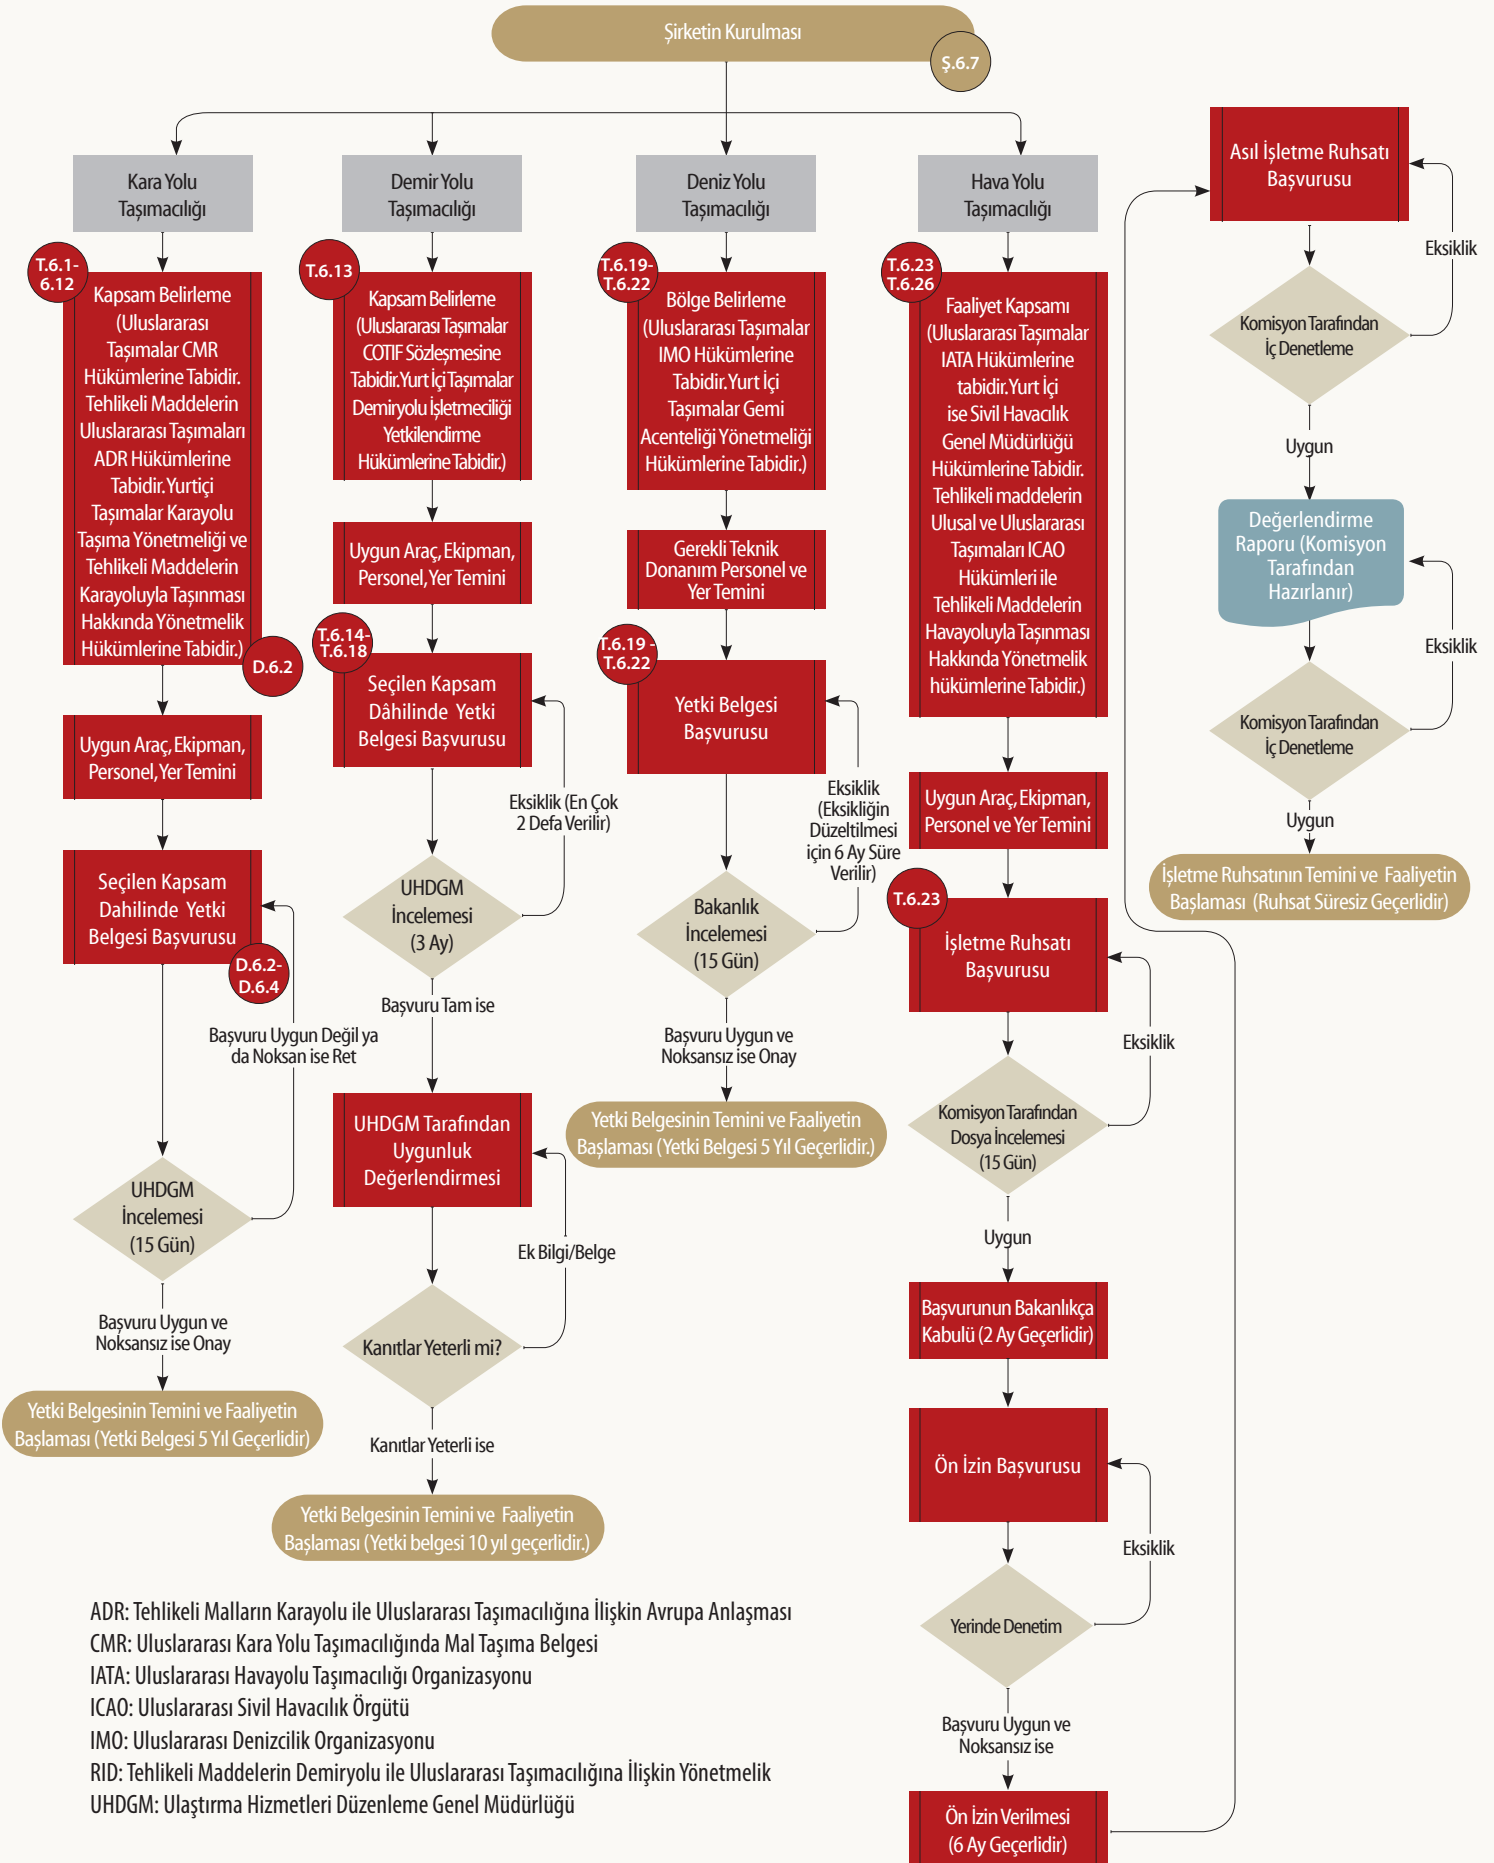 Şirketin Kurulması
Ş.6.7
Kara Yolu
Taşımacılığı
T.6.1-
6.12
Kapsam Belirleme
(Uluslararası
Taşımalar CMR
Hükümlerine Tabidir.
Tehlikeli Maddelerin
Uluslararası Taşımaları
ADR Hükümlerine
Tabidir. Yurtiçi
Taşımalar Karayolu
Taşıma Yönetmeliği ve
Tehlikeli Maddelerin
Karayoluyla Taşınması
Hakkında Yönetmelik
Hükümlerine Tabidir.)
D.6.2
Uygun Araç, Ekipman,
Personel, Yer Temini
Seçilen Kapsam
Dahilinde Yetki
Belgesi Başvurusu
D.6.2-
D.6.4
Başvuru Uygun Değil ya
da Noksan ise Ret
UHDGM
İncelemesi
(15 Gün)
Başvuru Uygun ve
Noksansız ise Onay
Yetki Belgesinin Temini ve Faaliyetin
Başlaması (Yetki Belgesi 5 Yıl Geçerlidir)
Demir Yolu
Taşımacılığı
T.6.13
Kapsam Belirleme
(Uluslararası Taşımalar
COTIF Sözleşmesine
Tabidir. Yurt İçi Taşımalar
Demiryolu İşletmeciliği
Yetkilendirme
Hükümlerine Tabidir.)
Uygun Araç, Ekipman,
Personel, Yer Temini
T.6.14-
T.6.18
Seçilen Kapsam
Dâhilinde Yetki
Belgesi Başvurusu
Eksiklik (En Çok
2 Defa Verilir)
UHDGM
İncelemesi
(3 Ay)
Başvuru Tam ise
UHDGM Tarafından
Uygunluk
Değerlendirmesi
Ek Bilgi/Belge
Kanıtlar Yeterli mi?
Kanıtlar Yeterli ise
Yetki Belgesinin Temini ve Faaliyetin
Başlaması (Yetki belgesi 10 yıl geçerlidir.)
Deniz Yolu
Taşımacılığı
T.6.19-
T.6.22
Bölge Belirleme
(Uluslararası Taşımalar
IMO Hükümlerine
Tabidir. Yurt İçi
Taşımalar Gemi
Acenteliği Yönetmeliği
Hükümlerine Tabidir.)
Gerekli Teknik
Donanım Personel ve
Yer Temini
T.6.19 -
T.6.22
Yetki Belgesi
Başvurusu
Eksiklik
(Eksikliğin
Düzeltilmesi
için 6 Ay Süre
Verilir)
Bakanlık
İncelemesi
(15 Gün)
Başvuru Uygun ve
Noksansız ise Onay
Yetki Belgesinin Temini ve Faaliyetin
Başlaması (Yetki Belgesi 5 Yıl Geçerlidir.)
Hava Yolu
Taşımacılığı
T.6.23
T.6.26
Faaliyet Kapsamı
(Uluslararası Taşımalar
IATA Hükümlerine
tabidir. Yurt İçi
ise Sivil Havacılık
Genel Müdürlüğü
Hükümlerine Tabidir.
Tehlikeli maddelerin
Ulusal ve Uluslararası
Taşımaları ICAO
Hükümleri ile
Tehlikeli Maddelerin
Havayoluyla Taşınması
Hakkında Yönetmelik
hükümlerine Tabidir.)
Uygun Araç, Ekipman,
Personel ve Yer Temini
T.6.23
İşletme Ruhsatı
Başvurusu
Eksiklik
Komisyon Tarafından
Dosya İncelemesi
(15 Gün)
Uygun
Başvurunun Bakanlıkça
Kabulü (2 Ay Geçerlidir)
Ön İzin Başvurusu
Eksiklik
Yerinde Denetim
Başvuru Uygun ve
Noksansız ise
Ön İzin Verilmesi
(6 Ay Geçerlidir)
Asıl İşletme Ruhsatı
Başvurusu
Eksiklik
Komisyon Tarafından
İç Denetleme
Uygun
Değerlendirme
Raporu (Komisyon
Tarafından
Hazırlanır)
Eksiklik
Komisyon Tarafından
İç Denetleme
Uygun
İşletme Ruhsatının Temini ve Faaliyetin
Başlaması (Ruhsat Süresiz Geçerlidir)
ADR: Tehlikeli Malların Karayolu ile Uluslararası Taşımacılığına İlişkin Avrupa Anlaşması
CMR: Uluslararası Kara Yolu Taşımacılığında Mal Taşıma Belgesi
IATA: Uluslararası Havayolu Taşımacılığı Organizasyonu
ICAO: Uluslararası Sivil Havacılık Örgütü
IMO: Uluslararası Denizcilik Organizasyonu
RID: Tehlikeli Maddelerin Demiryolu ile Uluslararası Taşımacılığına İlişkin Yönetmelik
UHDGM: Ulaştırma Hizmetleri Düzenleme Genel Müdürlüğü